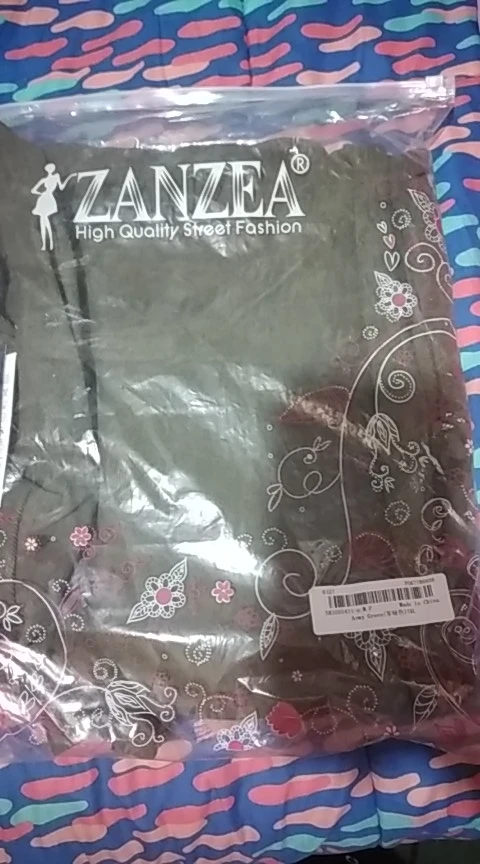 ZANZEA®
High Quality Street Fashion
Made In China
Army Green